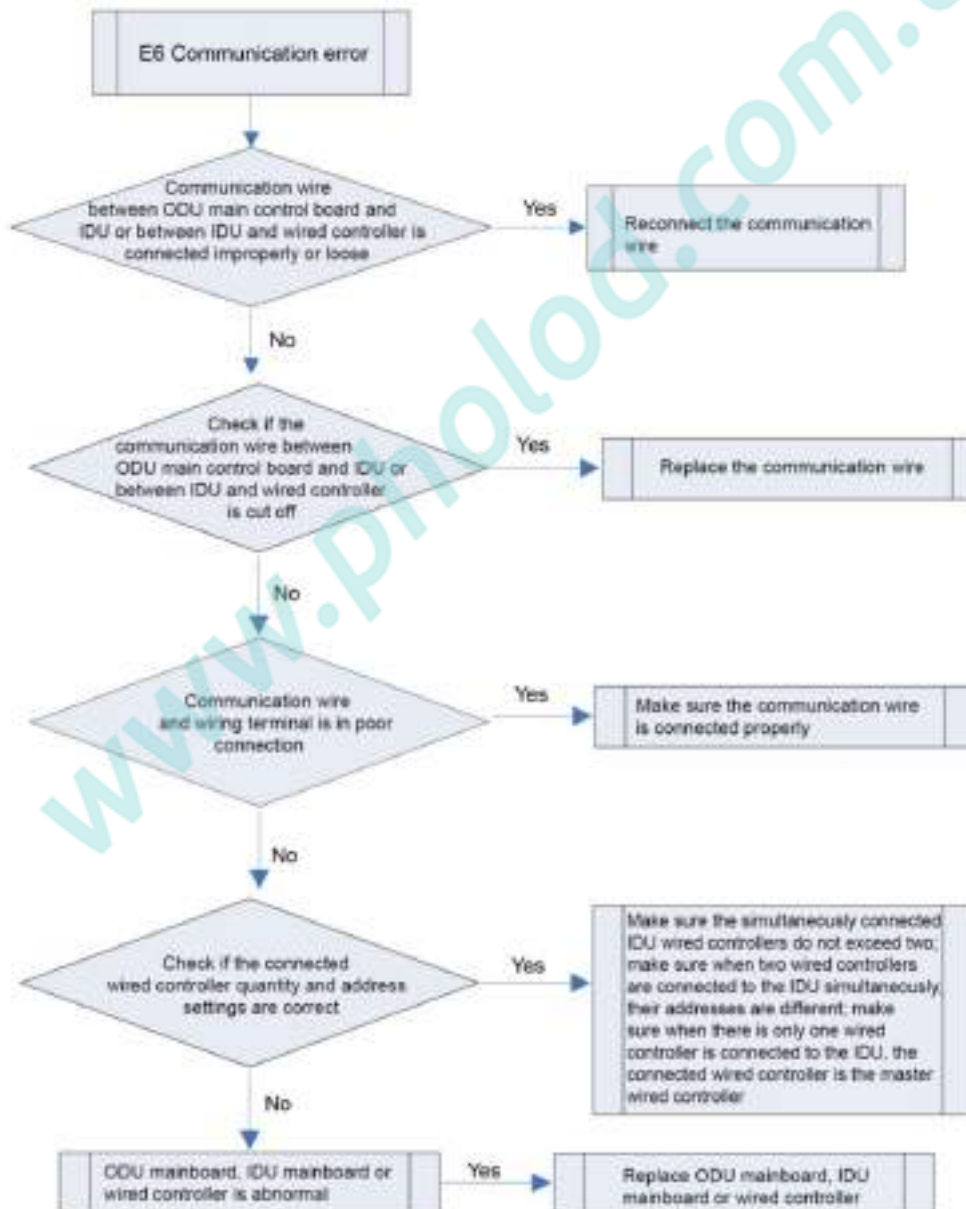 E6 Communication error
Communication wire
between ODU main control board and
IDU or between IDU and wired controller is
connected improperly or loose
Yes
Reconnect the communication
wire
No
Check if the
communication wire between
ODU main control board and IDU or
between IDU and wired controller
is cut off
Yes
Replace the communication wire
No
Communication wire
and wiring terminal is in poor
connection
Yes
Make sure the communication wire
is connected properly
No
Check if the connected
wired controller quantity and address
settings are correct
Yes
Make sure the simultaneously connected
IDU wired controllers do not exceed two;
make sure when two wired controllers
are connected to the IDU simultaneously,
their addresses are different; make
sure when there is only one wired
controller is connected to the IDU, the
connected wired controller is the master
wired controller
No
ODU mainboard, IDU mainboard or
wired controller is abnormal
Yes
Replace ODU mainboard, IDU
mainboard or wired controller
www.pholod.com.